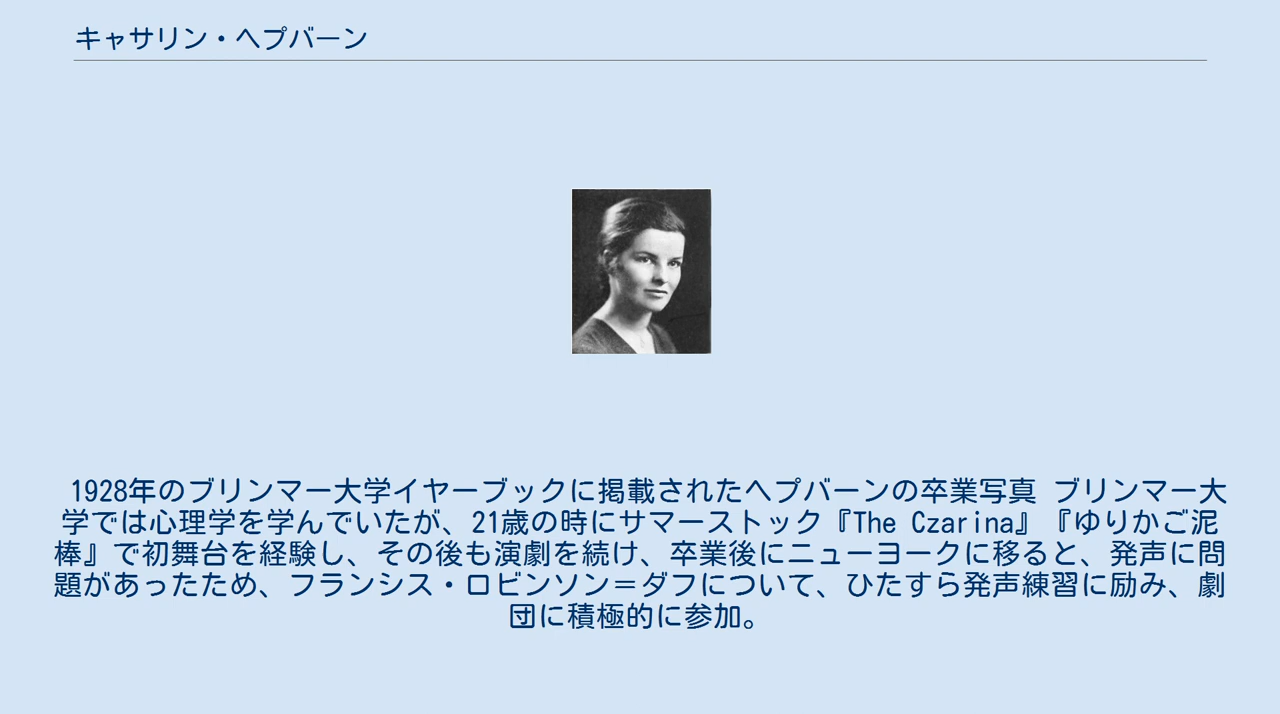 キャサリン・ヘプバーン
1928年のブリンマー大学イヤーブックに掲載されたヘプバーンの卒業写真 ブリンマー大
学では心理学を学んでいたが、21歳の時にサマーストック『The Czarina』『ゆりかご泥
棒』で初舞台を経験し、その後も演劇を続け、卒業後にニューヨークに移ると、発声に問
題があったため、フランシス・ロビンソン＝ダフについて、ひたすら発声練習に励み、劇
団に積極的に参加。